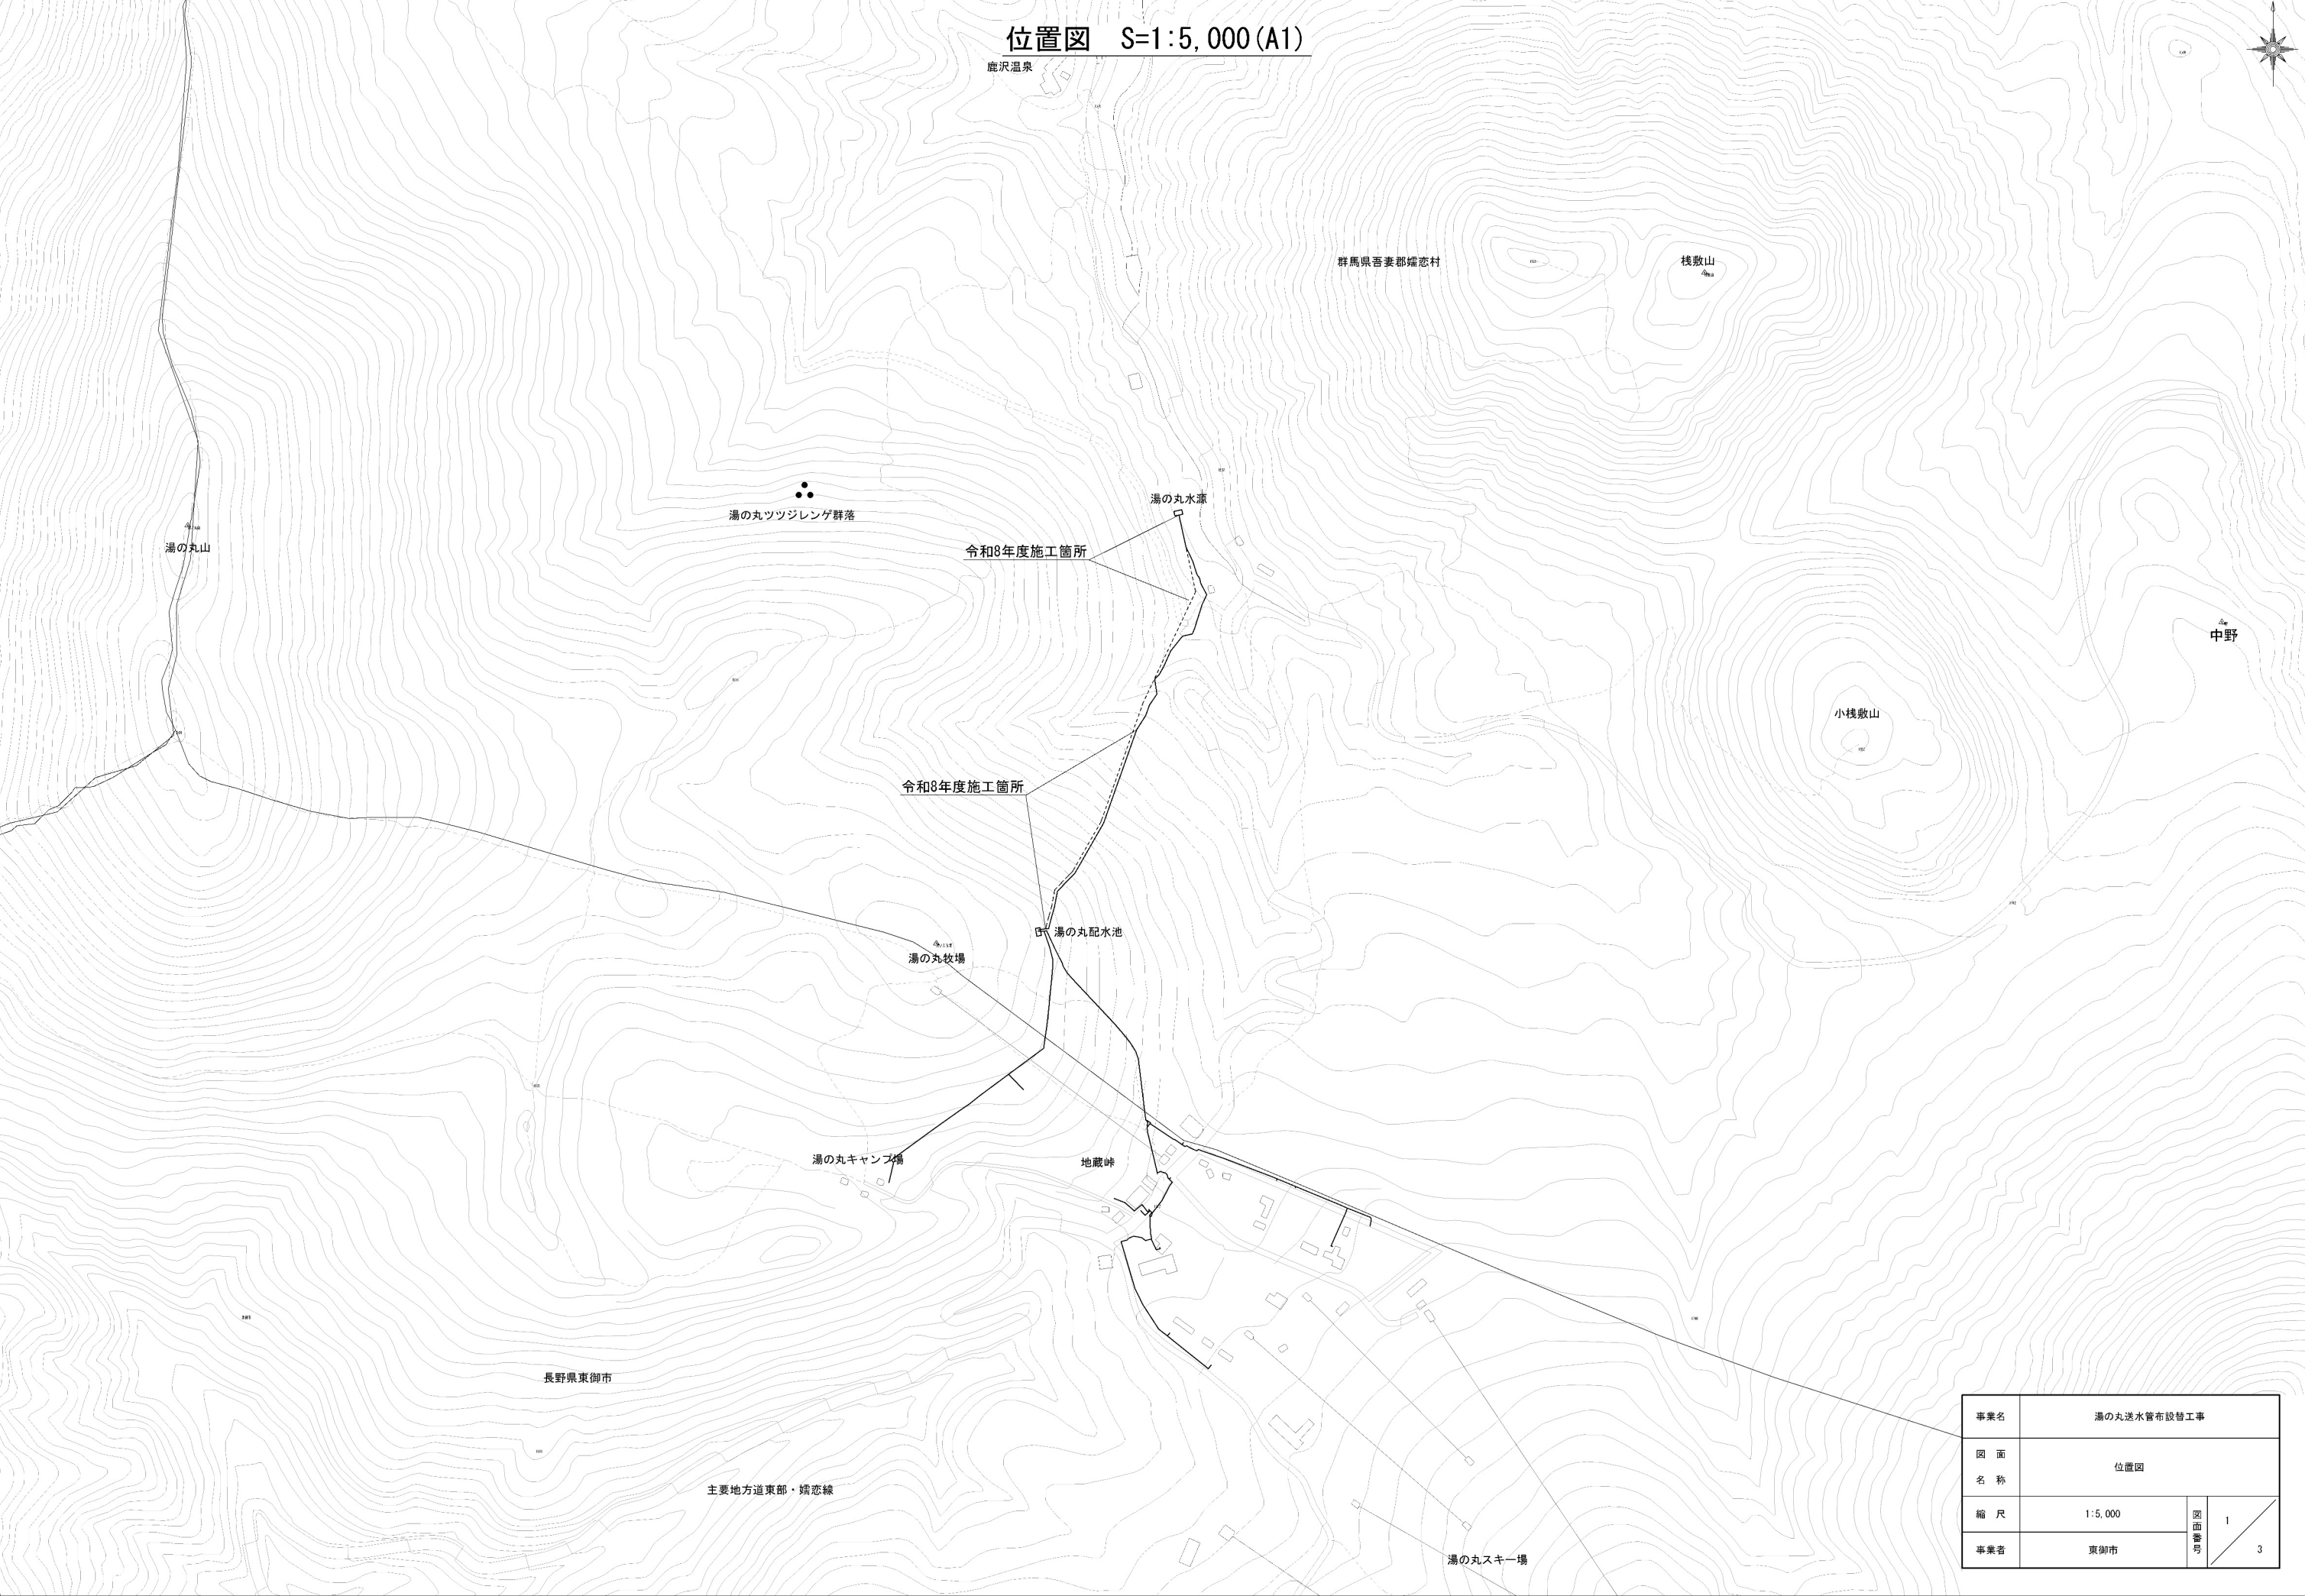 位置図　S=1:5,000(A1)
鹿沢温泉
群馬県吾妻郡嬬恋村
桟敷山
湯の丸水源
湯の丸ツツジレンゲ群落
令和8年度施工箇所
湯の丸山
中野
小桟敷山
令和8年度施工箇所
湯の丸配水池
湯の丸牧場
湯の丸キャンプ場
地蔵峠
長野県東御市
主要地方道東部・嬬恋線
湯の丸スキー場
事業名　湯の丸送水管布設替工事
図面名称　位置図
縮尺　1:5,000　図面番号　1/3
事業者　東御市